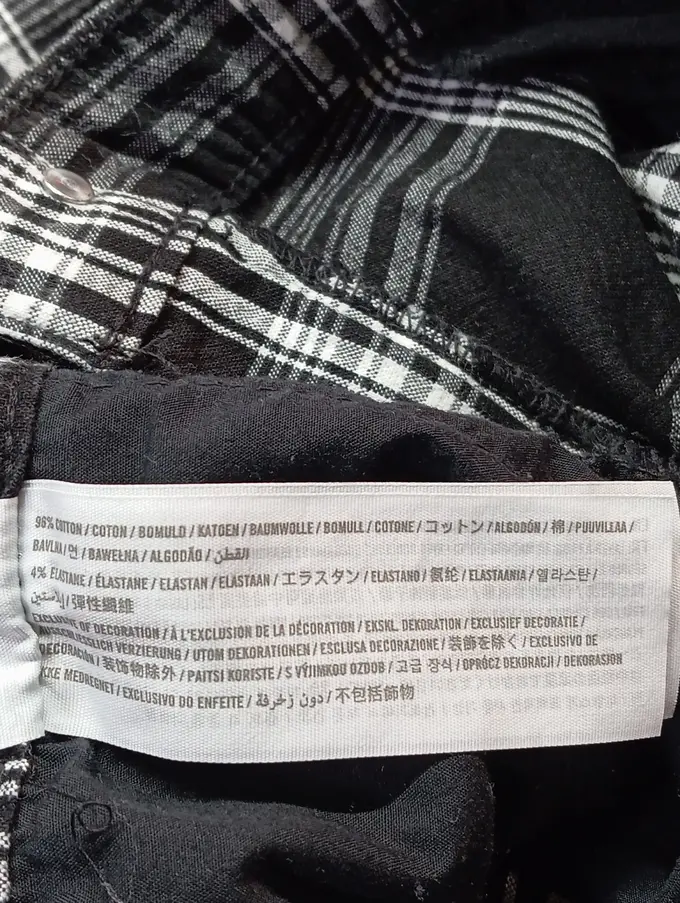 96% COTTON / COTON / BOMULD / KATOEN / BAUMWOLLE / BOMULL / COTONE / コットン / ALGODÓN / 棉 / PUUVILLAA /
BAVLNA / 면 / BAWEŁNA / ALGODÃO / القطن
4% ELASTANE / ÉLASTANE / ELASTAN / ELASTAAN / エラスタン / ELASTANO / 氨纶 / ELASTAANIA / 엘라스틴 /
إيلاستين / 彈性纖維
EXCLUSIVE OF DECORATION / À L'EXCLUSION DE LA DÉCORATION / EKSKL. DEKORATION / EXCLUSIEF DECORATIE /
AUSSCHLIESSLICH VERZIERUNG / UTOM DEKORATIONEN / ESCLUSA DECORAZIONE / 装飾を除く / EXCLUSIVO DE
DECORACIÓN / 装饰物除外 / PAITSI KORISTE / S VÝJIMKOU OZDOB / 고급 장식 / OPRÓCZ DEKORACJI / DEKORASJON
IKKE MEDREGNET / EXCLUSIVO DO ENFEITE / دون زخرفة / 不包括飾物